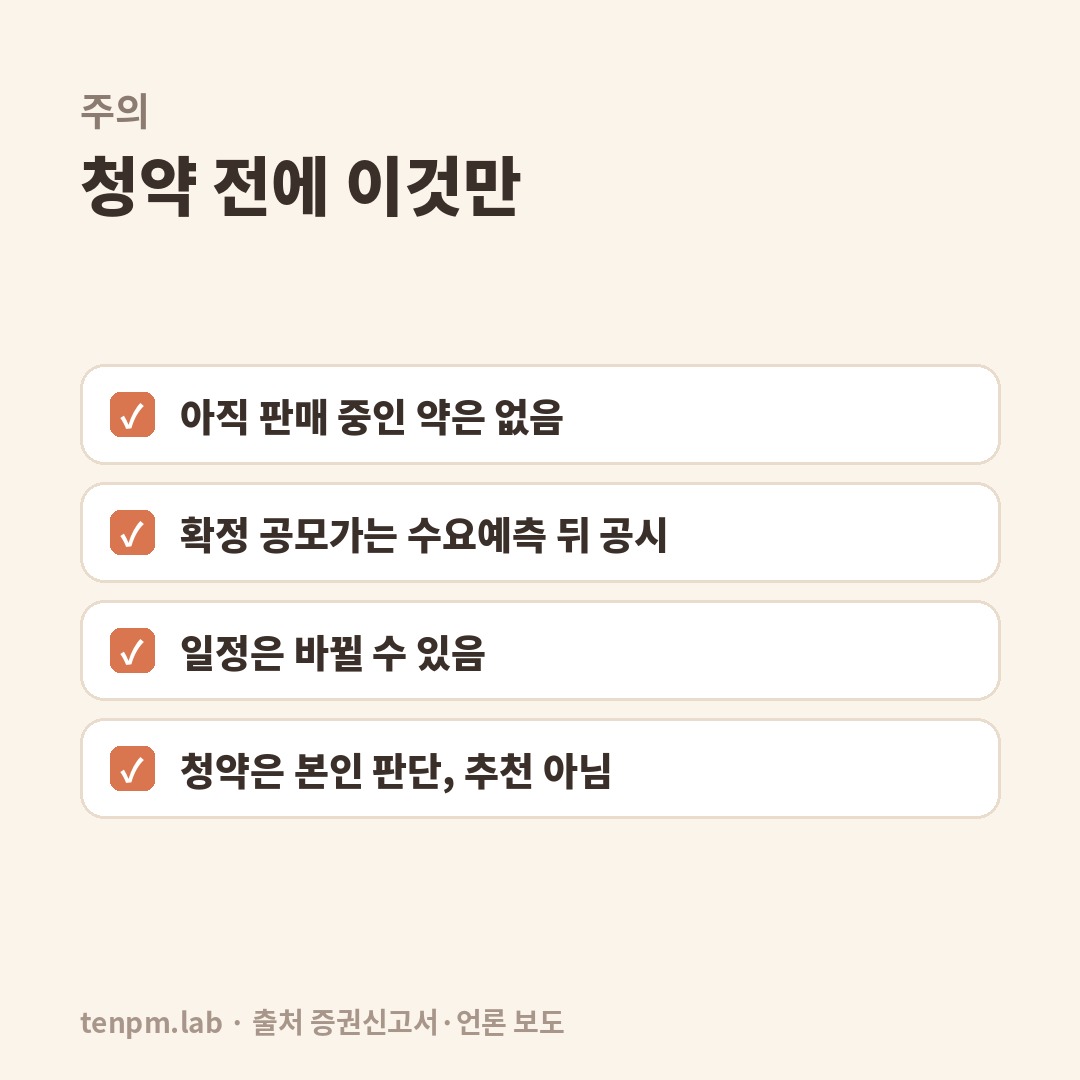 주의
청약 전에 이것만
아직 판매 중인 약은 없음
확정 공모가는 수요예측 뒤 공시
일정은 바뀔 수 있음
청약은 본인 판단, 추천 아님
tenpm.lab · 출처 증권신고서·언론 보도